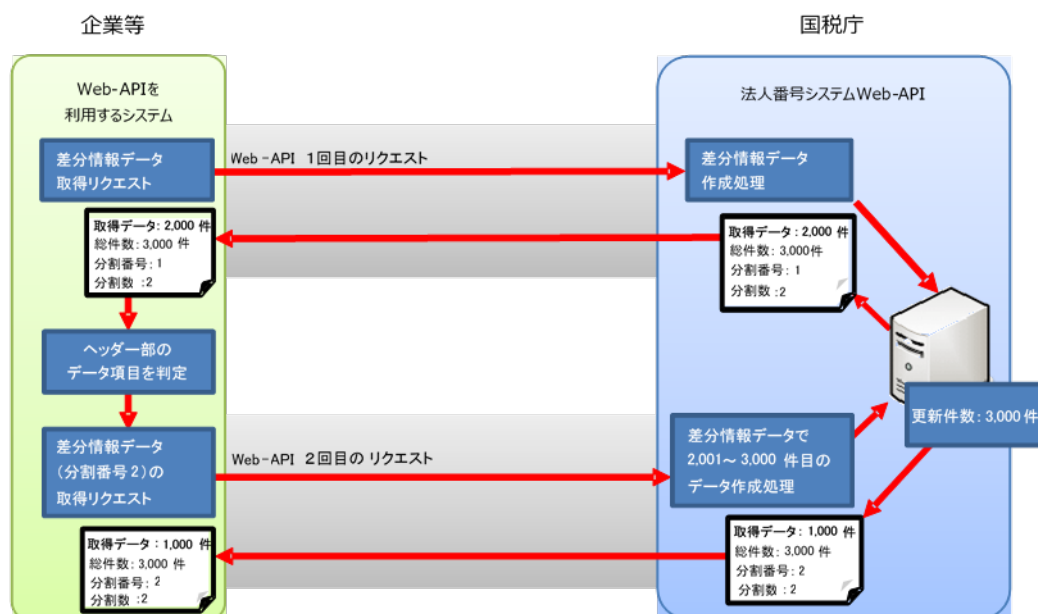 企業等
国税庁
Web-APIを
利用するシステム
法人番号システムWeb-API
差分情報データ
取得リクエスト
Web-API 1回目のリクエスト
差分情報データ
作成処理
取得データ: 2,000 件
総件数: 3,000 件
分割番号: 1
分割数 :2
取得データ: 2,000 件
総件数: 3,000件
分割番号: 1
分割数 :2
ヘッダー部の
データ項目を判定
更新件数: 3,000 件
差分情報データ
(分割番号2)の
取得リクエスト
Web-API 2回目の リクエスト
差分情報データで
2,001~ 3,000 件目の
データ作成処理
取得データ: 1,000 件
総件数: 3,000 件
分割番号: 2
分割数 :2
取得データ: 1,000 件
総件数: 3,000 件
分割番号: 2
分割数 : 2